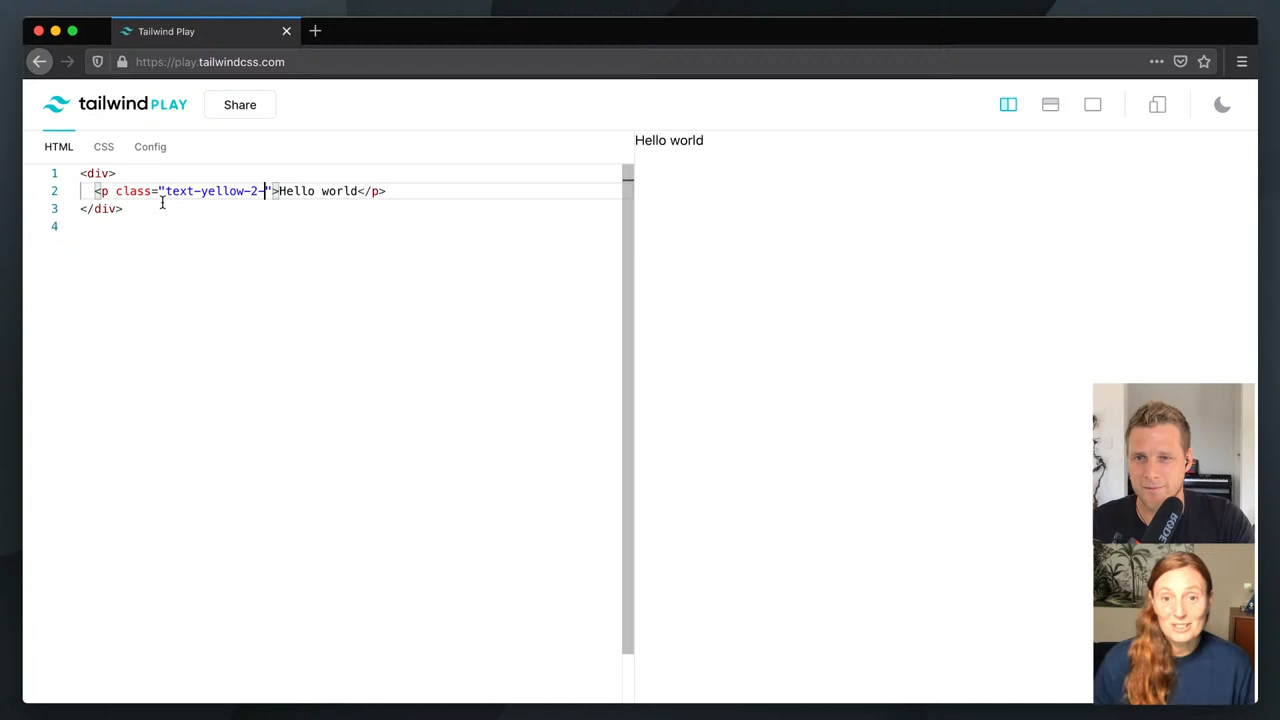 Tailwind Play
https://play.tailwindcss.com
tailwind PLAY
Share
HTML CSS Config
1 <div>
2 <p class="text-yellow-2-">Hello world</p>
3 </div>
4
Hello world
RODE